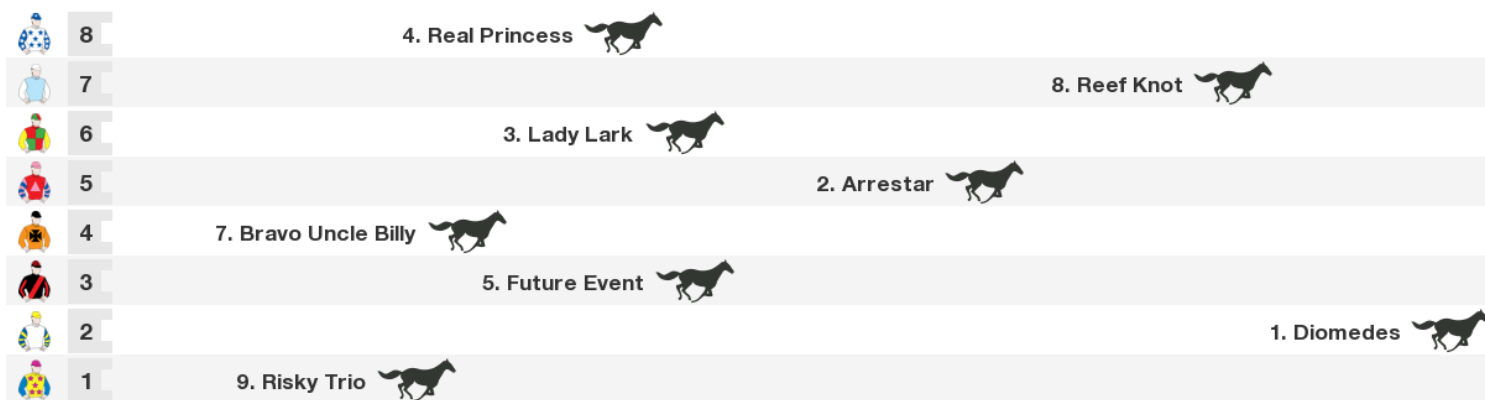 8 4. Real Princess
7 8. Reef Knot
6 3. Lady Lark
5 2. Arrestar
4 7. Bravo Uncle Billy
3 5. Future Event
2 1. Diomedes
1 9. Risky Trio